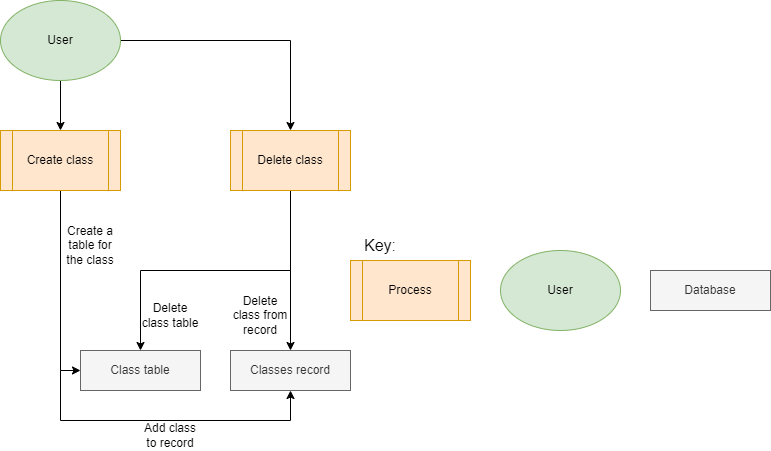 User
Create class
Delete class
Create a
table for
the class
Key:
Process
User
Database
Delete
class table
Delete
class from
record
Class table
Classes record
Add class
to record